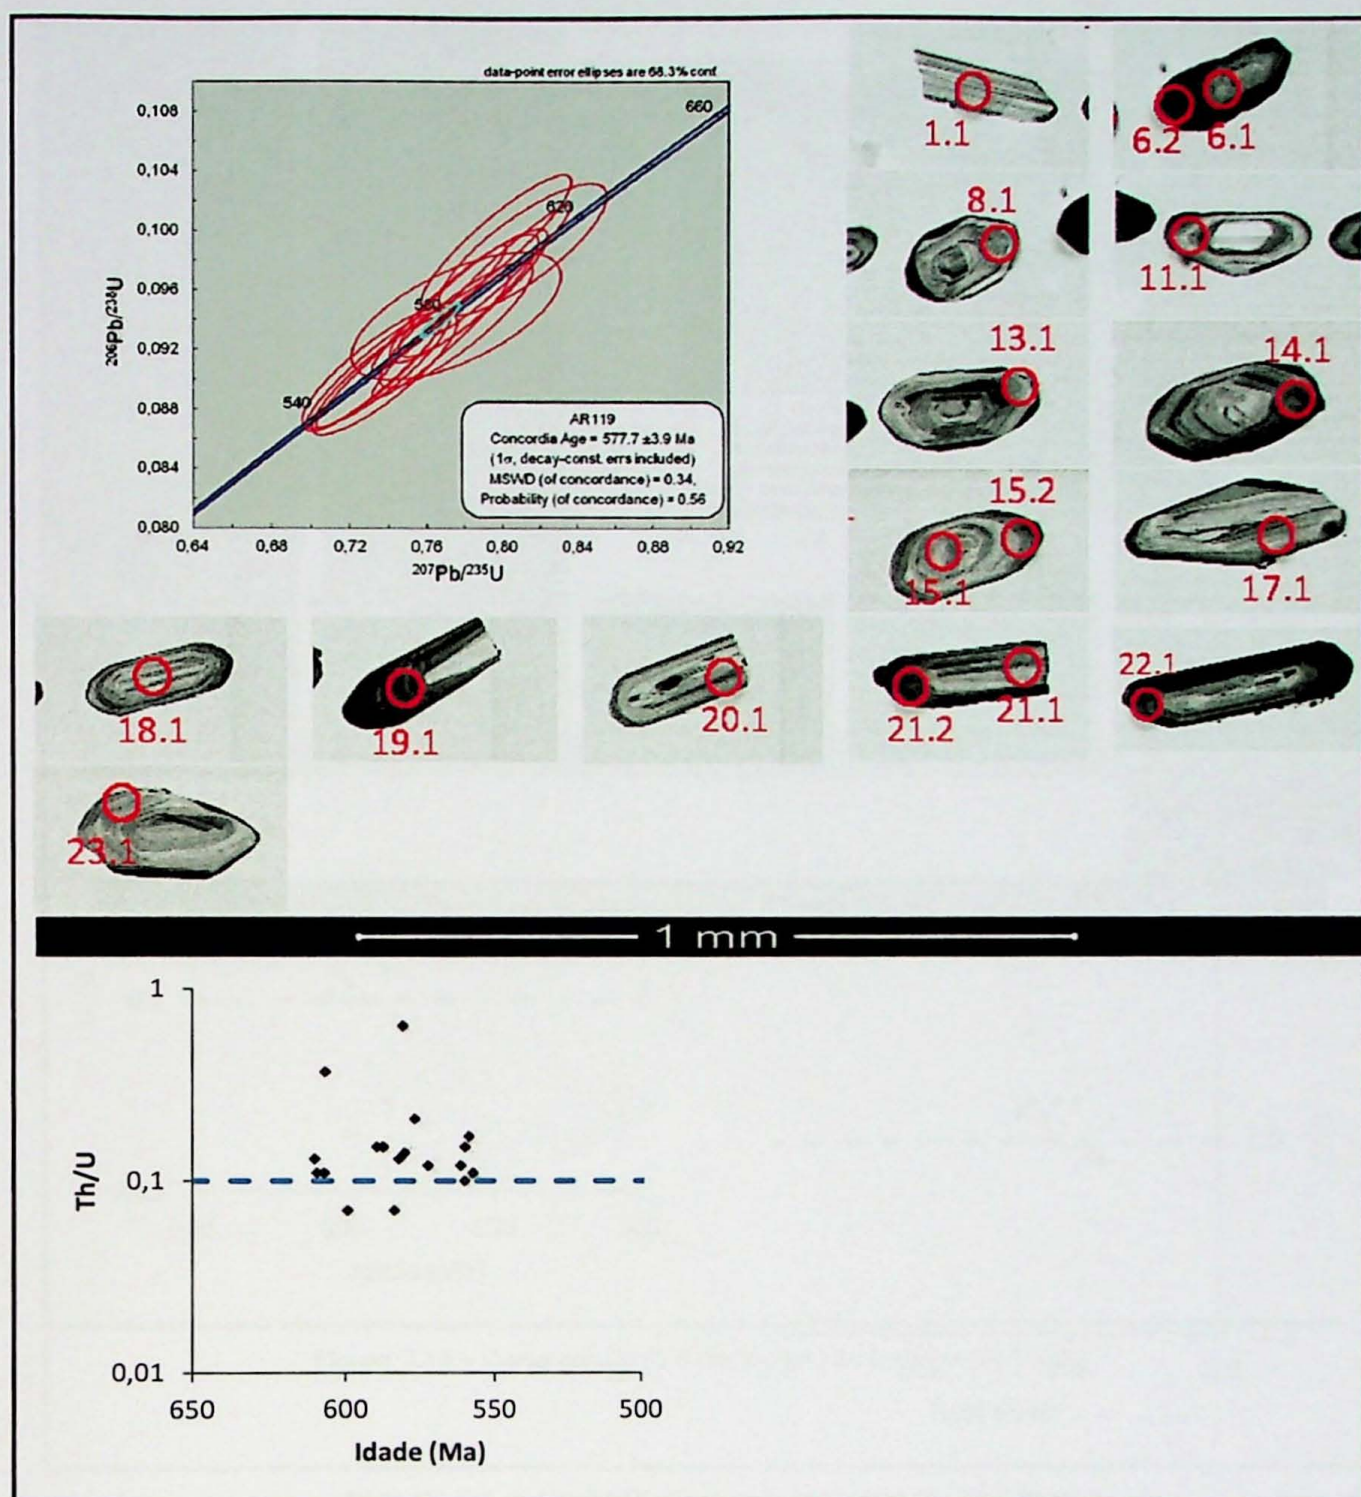 data-point error ellipses are 68.3% conf
0,108
0,104
0,100
0,096
0,092
0,088
0,084
0,080
660
620
580
540
206Pb/238U
AR119
Concordia Age = 577.7 ±3.9 Ma
(1σ, decay-const. errs included)
MSWD (of concordance) = 0.34,
Probability (of concordance) = 0.56
0,64 0,68 0,72 0,76 0,80 0,84 0,88 0,92
207Pb/235U
1.1
6.2 6.1
8.1
11.1
13.1
14.1
15.2
15.1
17.1
18.1
19.1
20.1
21.2 21.1
22.1
23.1
1 mm
1
0,1
0,01
Th/U
650 600 550 500
Idade (Ma)